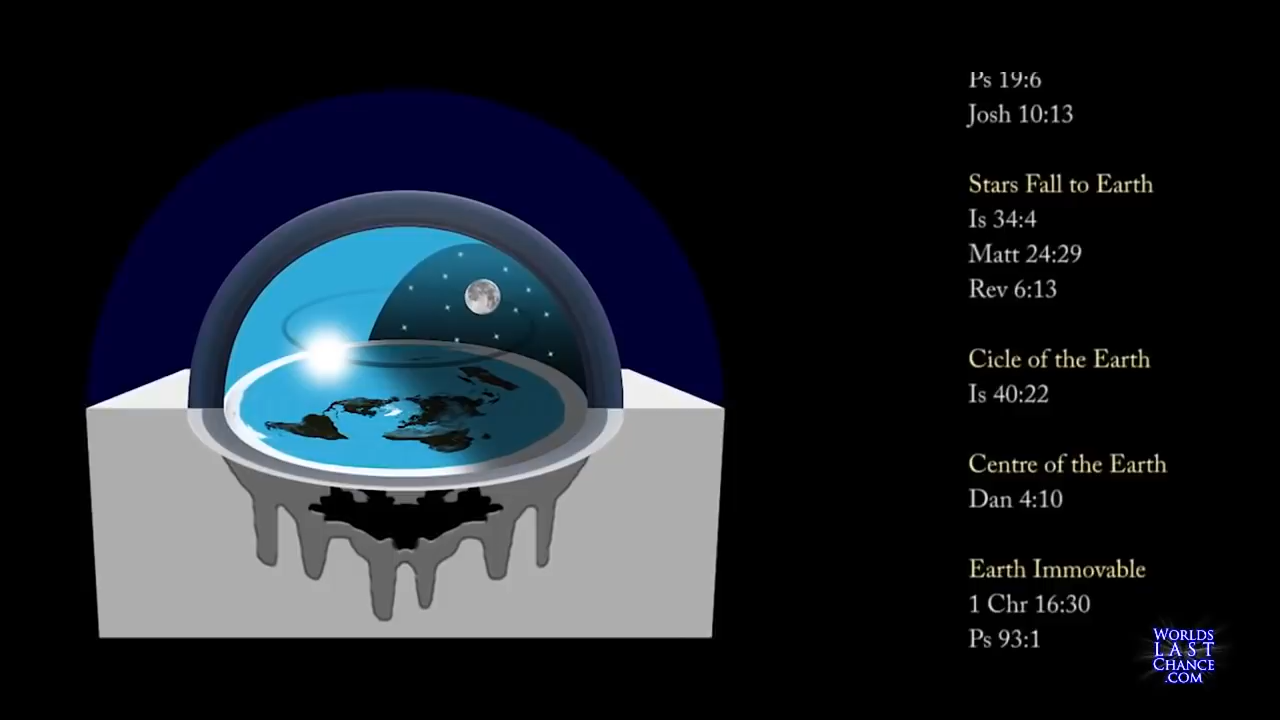 Ps 19:6
Josh 10:13
Stars Fall to Earth
Is 34:4
Matt 24:29
Rev 6:13
Cicle of the Earth
Is 40:22
Centre of the Earth
Dan 4:10
Earth Immovable
1 Chr 16:30
Ps 93:1
WORLDS
LAST
CHANCE
.COM